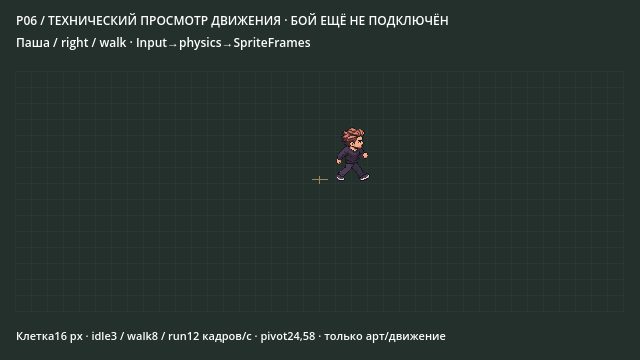 P06 / ТЕХНИЧЕСКИЙ ПРОСМОТР ДВИЖЕНИЯ · БОЙ ЕЩЁ НЕ ПОДКЛЮЧЁН
Паша / right / walk · Input→physics→SpriteFrames
Клетка16 px · idle3 / walk8 / run12 кадров/с · pivot24,58 · только арт/движение